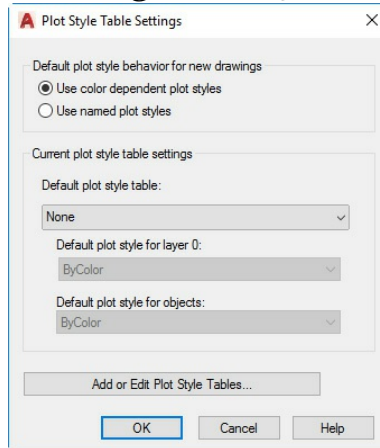 Plot Style Table Settings
Default plot style behavior for new drawings
Use color dependent plot styles
Use named plot styles
Current plot style table settings
Default plot style table:
None
Default plot style for layer 0:
ByColor
Default plot style for objects:
ByColor
Add or Edit Plot Style Tables...
OK Cancel Help